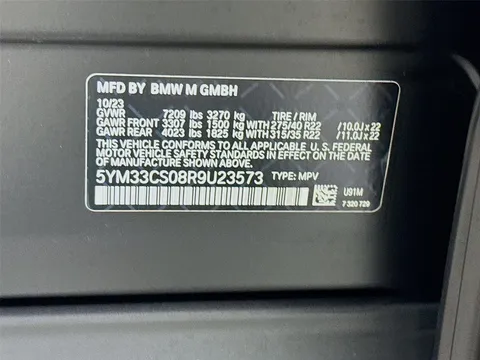 MFD BY BMW M GMBH
10/23
GVWR 7209 lbs 3270 kg TIRE / RIM
GAWR FRONT 3307 lbs 1500 kg WITH 275/40 R22 /10.0J x 22
GAWR REAR 4023 lbs 1825 kg WITH 315/35 R22 /11.0J x 22
THIS VEHICLE CONFORMS TO ALL APPLICABLE U.S. FEDERAL
MOTOR VEHICLE SAFETY STANDARDS IN EFFECT ON THE DATE
OF MANUFACTURE SHOWN ABOVE.
5YM33CS08R9U23573 TYPE: MPV
U91M
7 320 729